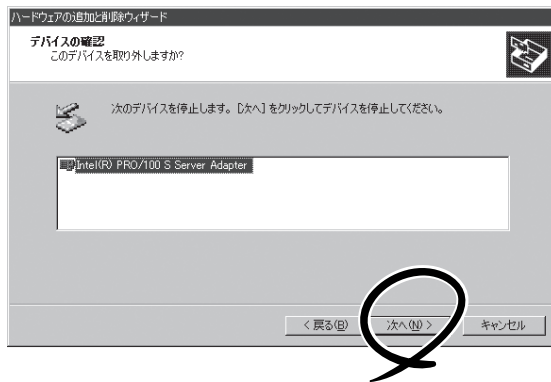 ハードウェアの追加と削除ウィザード
デバイスの確認
このデバイスを取り外しますか?
次のデバイスを停止します。[次へ] をクリックしてデバイスを停止してください。
Intel(R) PRO/100 S Server Adapter
< 戻る(B)
次へ(N) >
キャンセル